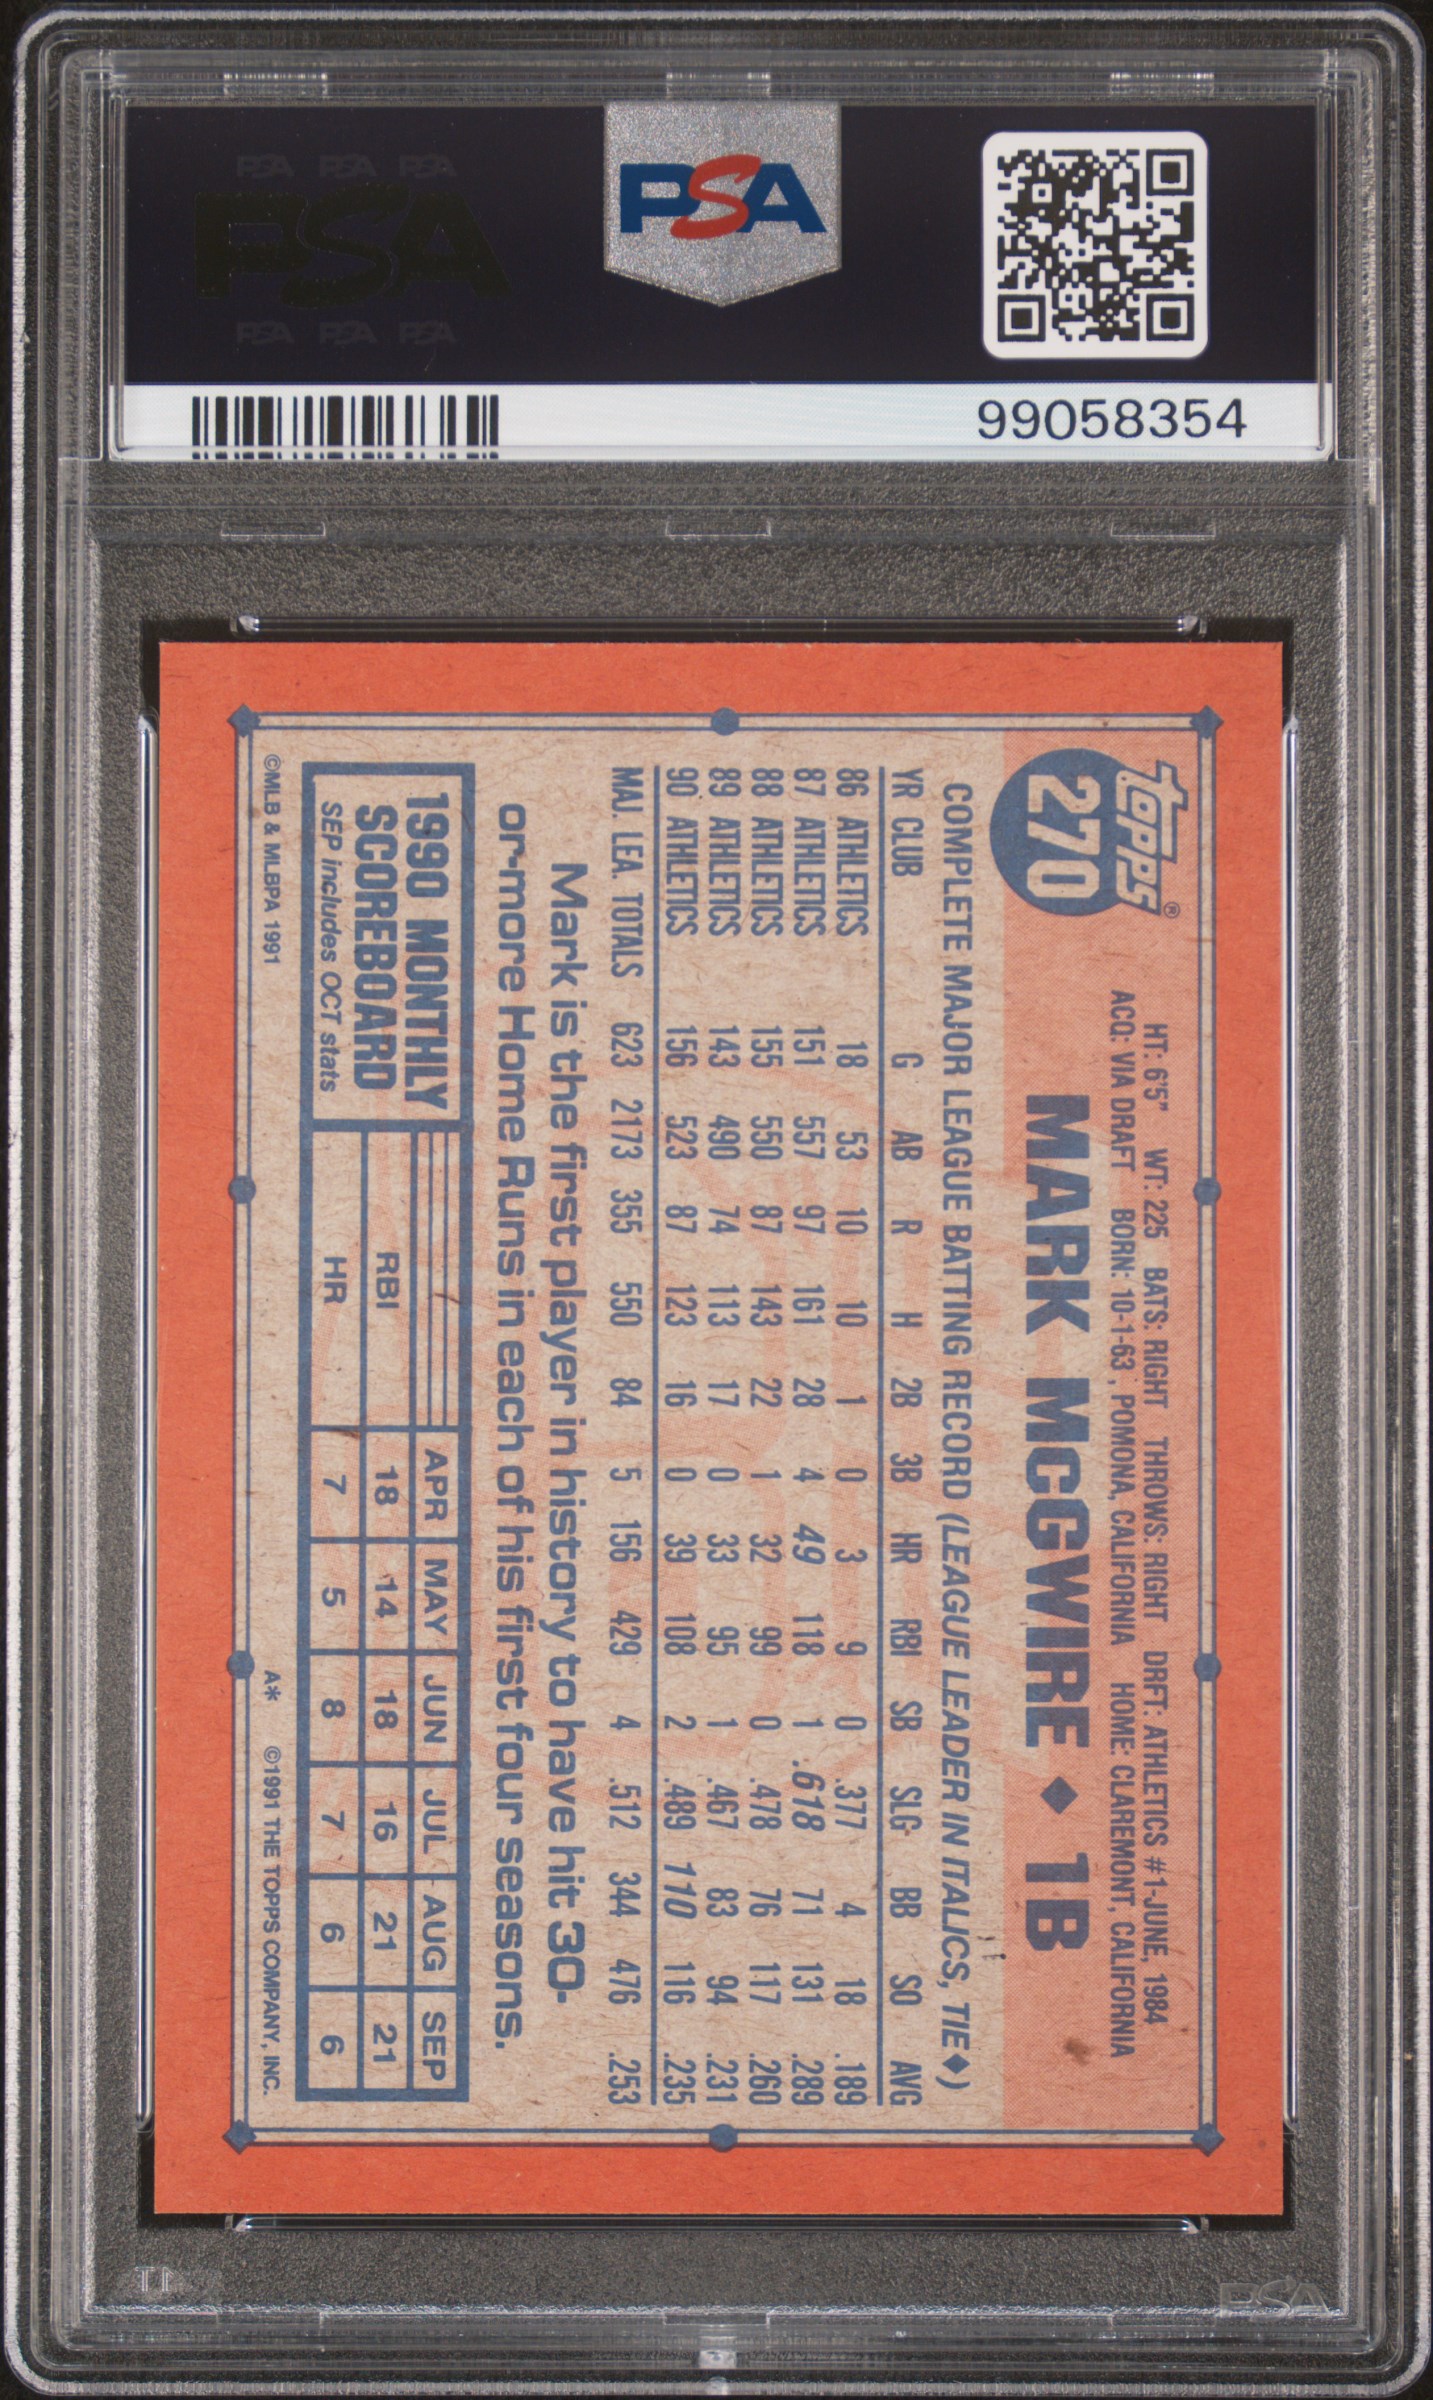 PSA PSA PSA
PSA
PSA PSA PSA
PSA
99058354
Topps®
270
HT: 6'5" WT: 225 BATS: RIGHT THROWS: RIGHT DRFT: ATHLETICS #1-JUNE, 1984
ACQ: VIA DRAFT BORN: 10-1-63, POMONA, CALIFORNIA HOME: CLAREMONT, CALIFORNIA
MARK McGWIRE ♦ 1B
COMPLETE MAJOR LEAGUE BATTING RECORD (LEAGUE LEADER IN ITALICS, TIE♦)
YR CLUB G AB R H 2B 3B HR RBI SB SLG BB SO AVG
86 ATHLETICS 18 53 10 10 1 0 3 9 0 .377 4 18 .189
87 ATHLETICS 151 557 97 161 28 4 49 118 1 .618 71 131 .289
88 ATHLETICS 155 550 87 143 22 1 32 99 0 .478 76 117 .260
89 ATHLETICS 143 490 74 113 17 0 33 95 1 .467 83 94 .231
90 ATHLETICS 156 523 87 123 16 0 39 108 2 .489 110 116 .235
MAJ. LEA. TOTALS 623 2173 355 550 84 5 156 429 4 .512 344 476 .253
Mark is the first player in history to have hit 30-
or-more Home Runs in each of his first four seasons.
1990 MONTHLY
SCOREBOARD
SEP includes OCT stats
APR MAY JUN JUL AUG SEP
RBI 18 14 18 16 21 21
HR 7 5 8 7 6 6
©MLB & MLBPA 1991 A* ©1991 THE TOPPS COMPANY, INC.
PSA